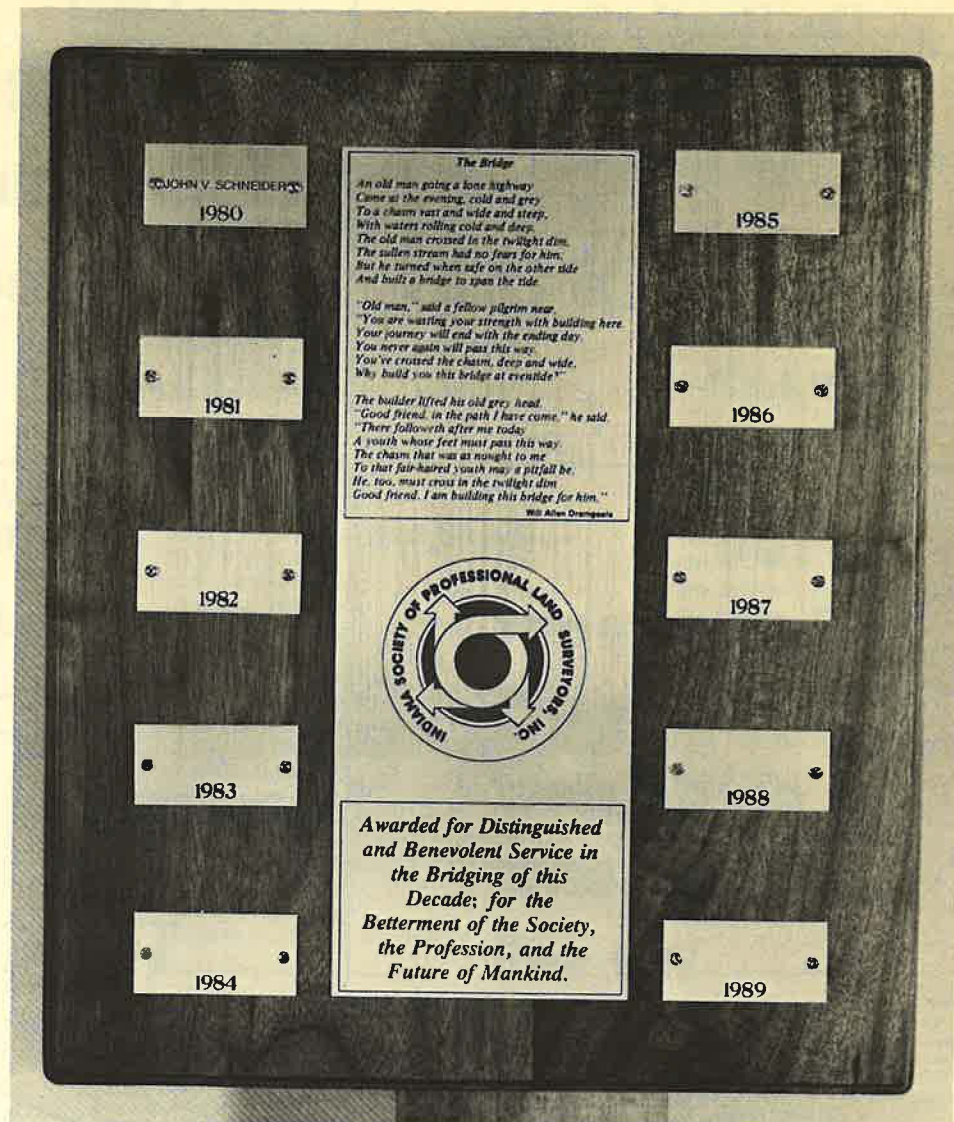 JOHN V. SCHNEIDER
1980
1981
1982
1983
1984
The Bridge
An old man going a lone highway
Came at the evening, cold and grey
To a chasm vast and wide and steep,
With waters rolling cold and deep.
The old man crossed in the twilight dim.
The sullen stream had no fears for him;
But he turned when safe on the other side
And built a bridge to span the tide.
"Old man," said a fellow pilgrim near
"You are wasting your strength with building here.
Your journey will end with the ending day.
You never again will pass this way.
You've crossed the chasm, deep and wide,
Why build you this bridge at eventide?"
The builder lifted his old grey head.
"Good friend, in the path I have come," he said.
"There followeth after me today
A youth whose feet must pass this way.
The chasm that was as nought to me
To that fair-haired youth may a pitfall be.
He, too, must cross in the twilight dim
Good friend, I am building this bridge for him."
Will Allen Dromgoole
INDIANA SOCIETY OF PROFESSIONAL LAND SURVEYORS, INC.
Awarded for Distinguished
and Benevolent Service in
the Bridging of this
Decade; for the
Betterment of the Society,
the Profession, and the
Future of Mankind.
1985
1986
1987
1988
1989